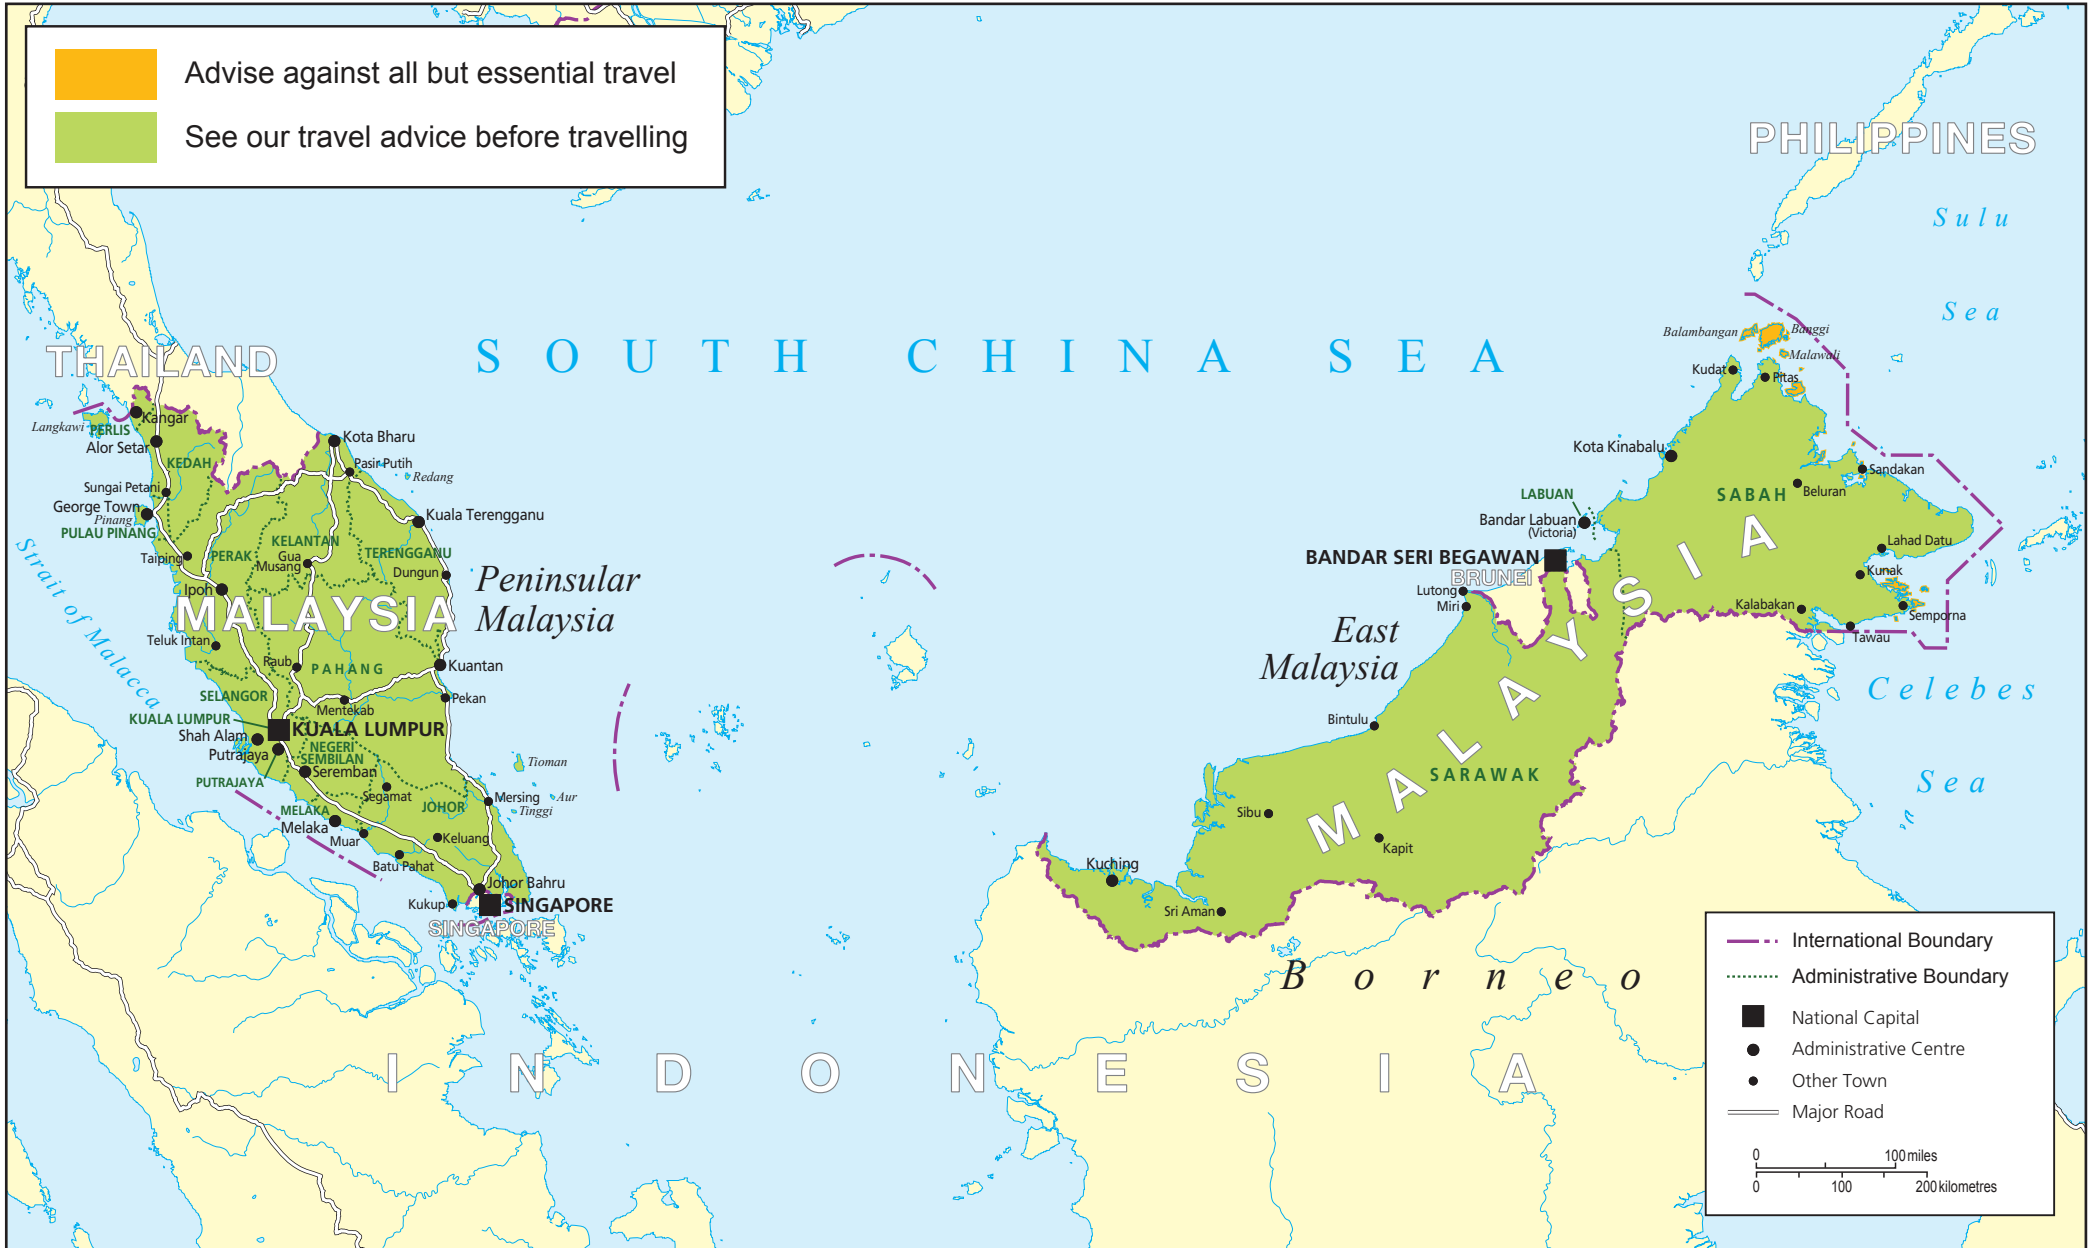 Advise against all but essential travel
See our travel advice before travelling
PHILIPPINES
Sulu
Sea
SOUTH CHINA SEA
THAILAND
Balambangan
Banggi
Malawali
Kudat
Pitas
Langkawi
PERLIS
Kangar
Alor Setar
KEDAH
Kota Bharu
Pasir Putih
Redang
Sungai Petani
George Town
Pinang
PULAU PINANG
Kuala Terengganu
Taiping
PERAK
KELANTAN
Gua
Musang
TERENGGANU
Dungun
Ipoh
MALAYSIA
Peninsular
Malaysia
Strait of Malacca
Teluk Intan
Raub
PAHANG
Kuantan
SELANGOR
Mentekab
Pekan
KUALA LUMPUR
KUALA LUMPUR
Shah Alam
Putrajaya
NEGERI
SEMBILAN
Seremban
PUTRAJAYA
Segamat
MELAKA
Melaka
JOHOR
Mersing
Tioman
Aur
Tinggi
Muar
Keluang
Batu Pahat
Johor Bahru
Kukup
SINGAPORE
SINGAPORE
Kota Kinabalu
Sandakan
Beluran
SABAH
LABUAN
Bandar Labuan
(Victoria)
BANDAR SERI BEGAWAN
BRUNEI
Lahad Datu
Kunak
Lutong
Miri
Kalabakan
Semporna
Tawau
East
Malaysia
MALAYSIA
Celebes
Sea
Bintulu
SARAWAK
Sibu
Kapit
Kuching
Sri Aman
Borneo
INDONESIA
International Boundary
Administrative Boundary
National Capital
Administrative Centre
Other Town
Major Road
0 100 miles
0 100 200 kilometres